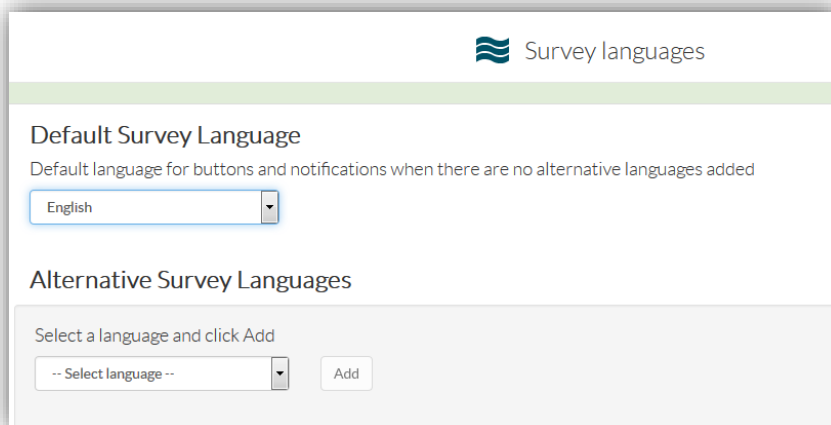 Survey languages
Default Survey Language
Default language for buttons and notifications when there are no alternative languages added
English
Alternative Survey Languages
Select a language and click Add
-- Select language --
Add